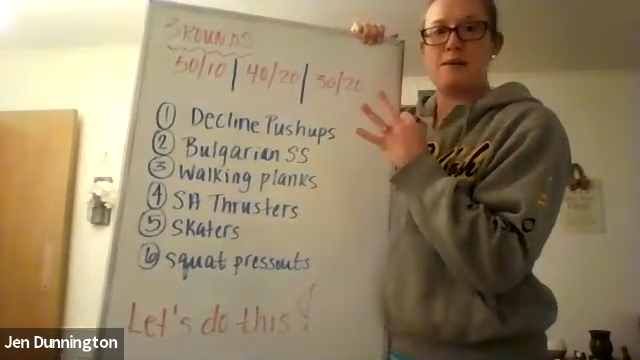 3 ROUNDS
50/10 | 40/20 | 30/20
① Decline Pushups
② Bulgarian SS
③ Walking planks
④ SA Thrusters
⑤ Skaters
⑥ squat pressouts
Let's do this!
Jen Dunnington